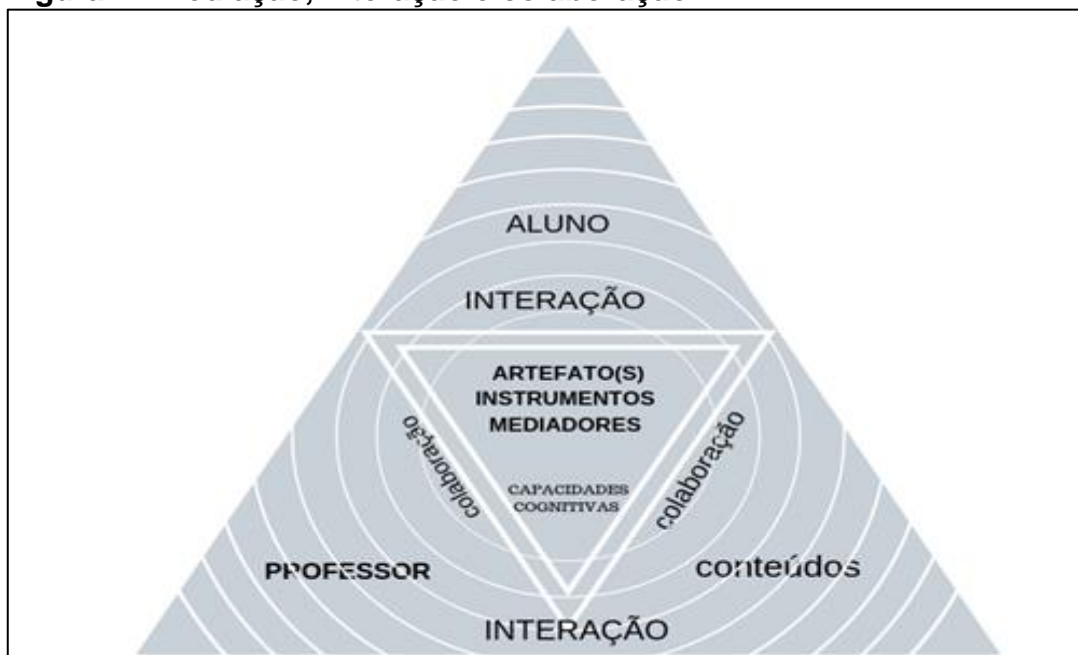 ALUNO
INTERAÇÃO
ARTEFATO(S)
INSTRUMENTOS
MEDIADORES
colaboração
colaboração
CAPACIDADES
COGNITIVAS
PROFESSOR
conteúdos
INTERAÇÃO